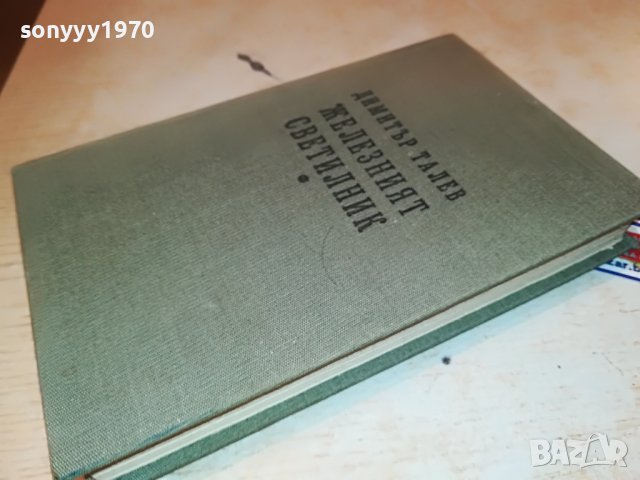 sonyyy1970
ДИМИТЪР ТАЛЕВ
ЖЕЛЕЗНИЯТ
СВЕТИЛНИК
BAZAR